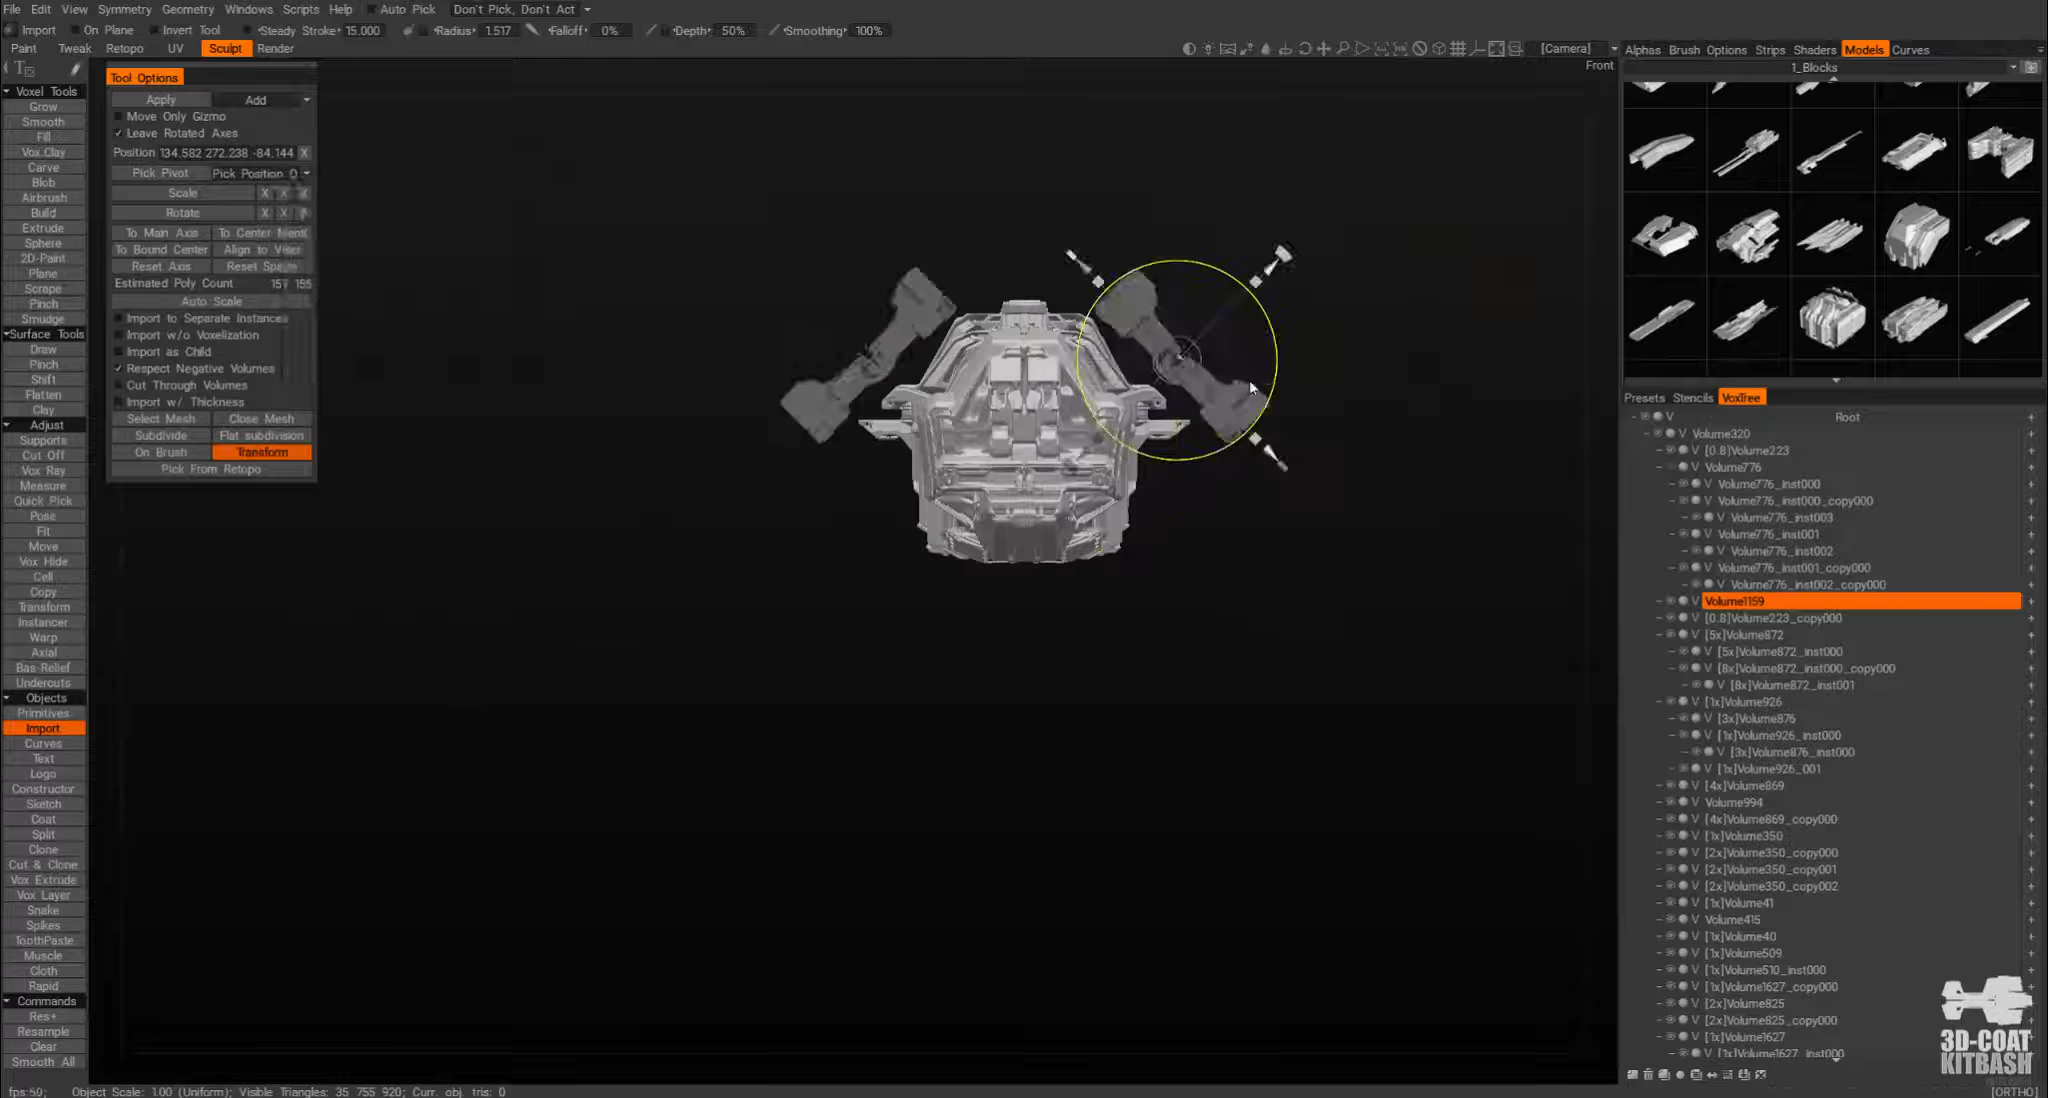 File Edit View Symmetry Geometry Windows Scripts Help Auto Pick Don't Pick, Don't Act
Import On Plane Invert Tool Steady Stroke 15.000 Radius 1.517 Falloff 0% Depth 50% Smoothing 100%
Paint Tweak Retopo UV Sculpt Render [Camera] Alphas Brush Options Strips Shaders Models Curves
Front
1_Blocks
Tool Options
Apply Add
Move Only Gizmo
Leave Rotated Axes
Position 134.582 272.238 -84.144 X
Pick Pivot Pick Position O
Scale X X X
Rotate X X
To Main Axis To Center
To Bound Center Align to
Reset Axis Reset
Estimated Poly Count
Auto Scale
Import to Separate Instances
Import w/o Voxelization
Import as Child
Respect Negative Volumes
Cut Through Volumes
Import w/ Thickness
Select Mesh Close Mesh
Subdivide Flat subdivision
On Brush Transform
Pick From Retopo
Voxel Tools
Grow
Smooth
Fill
Vox Clay
Carve
Blob
Airbrush
Build
Extrude
Sphere
2D-Paint
Plane
Scrape
Pinch
Smudge
Surface Tools
Draw
Pinch
Shift
Flatten
Clay
Adjust
Supports
Cut Off
Vox Ray
Measure
Quick Pick
Pose
Fit
Move
Vox Hide
Cell
Copy
Transform
Instancer
Warp
Axial
Bas-Relief
Undercuts
Objects
Primitives
Import
Curves
Text
Logo
Constructor
Sketch
Coat
Split
Clone
Cut & Clone
Vox Extrude
Vox Layer
Snake
Spikes
ToothPaste
Muscle
Cloth
Rapid
Commands
Res+
Resample
Clear
Smooth All
Presets Stencils VoxTree
V Root
V Volume320
V [0.8]Volume223
V Volume776
V Volume776_inst000
V Volume776_inst000_copy000
V Volume776_inst003
V Volume776_inst001
V Volume776_inst002
V Volume776_inst001_copy000
V Volume776_inst002_copy000
V Volume1159
V [0.8]Volume223_copy000
V [5x]Volume872
V [5x]Volume872_inst000
V [8x]Volume872_inst000_copy000
V [8x]Volume872_inst001
V [1x]Volume926
V [3x]Volume876
V [1x]Volume926_inst000
V [3x]Volume876_inst000
V [1x]Volume926_001
V [4x]Volume869
V Volume994
V [4x]Volume869_copy000
V [1x]Volume350
V [2x]Volume350_copy000
V [2x]Volume350_copy001
V [2x]Volume350_copy002
V [1x]Volume41
V Volume415
V [1x]Volume40
V [1x]Volume509
V [1x]Volume510_inst000
V [1x]Volume1627_copy000
V [2x]Volume825
V [2x]Volume825_copy000
V [1x]Volume1627
V [1x]Volume1627_inst000
3D-COAT
KITBASH
fps:59; Object Scale: 1.00 (Uniform); Visible Triangles: 35 755 920; Curr. obj. tris: 0
[ORTHO]